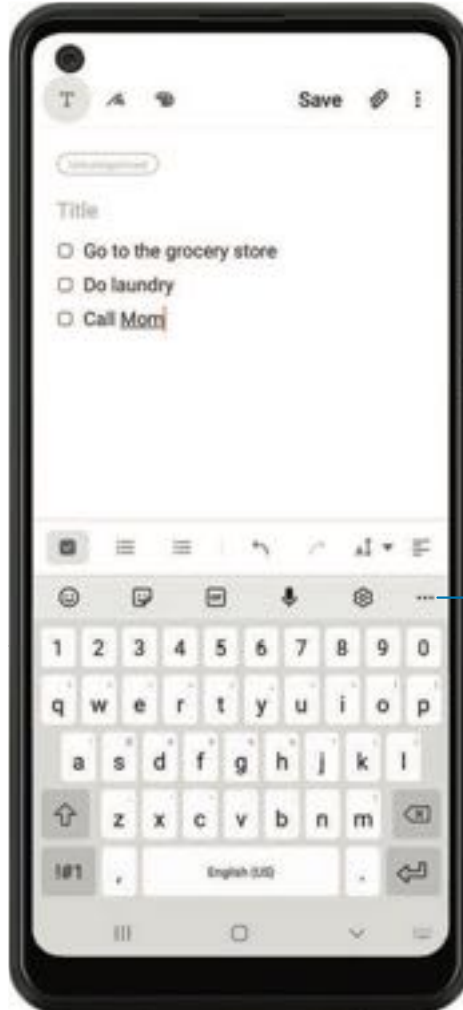 T Save
Title
Go to the grocery store
Do laundry
Call Mom
GIF
1 2 3 4 5 6 7 8 9 0
q w e r t y u i o p
a s d f g h j k l
z x c v b n m
!#1 , English (US) .